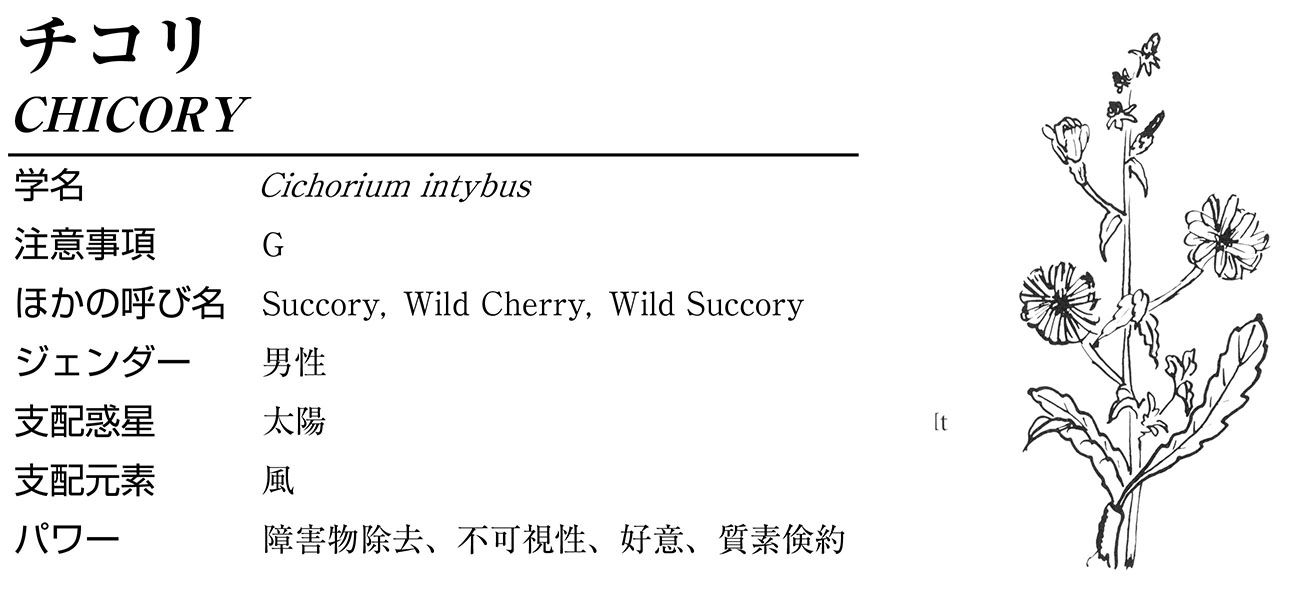 チコリ
CHICORY
学名 Cichorium intybus
注意事項 G
ほかの呼び名 Succory, Wild Cherry, Wild Succory
ジェンダー 男性
支配惑星 太陽
[t
支配元素 風
パワー 障害物除去、不可視性、好意、質素倹約